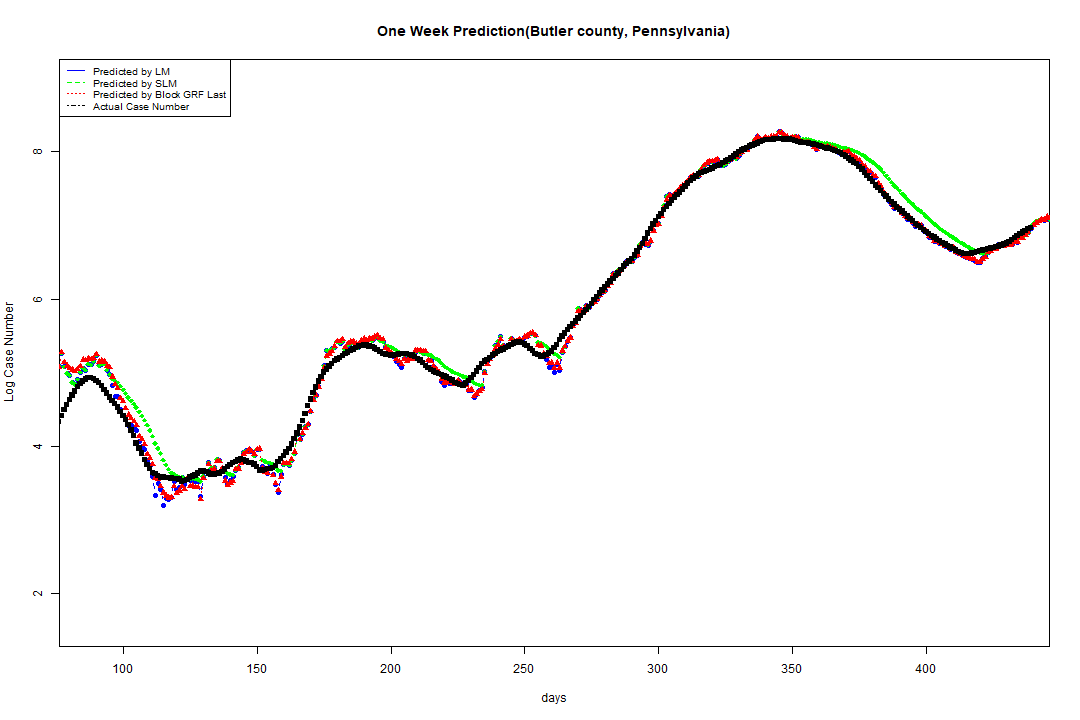 One Week Prediction(Butler county, Pennsylvania)
Predicted by LM
Predicted by SLM
Predicted by Block GRF Last
Actual Case Number
8
6
4
2
Log Case Number
100 150 200 250 300 350 400
days